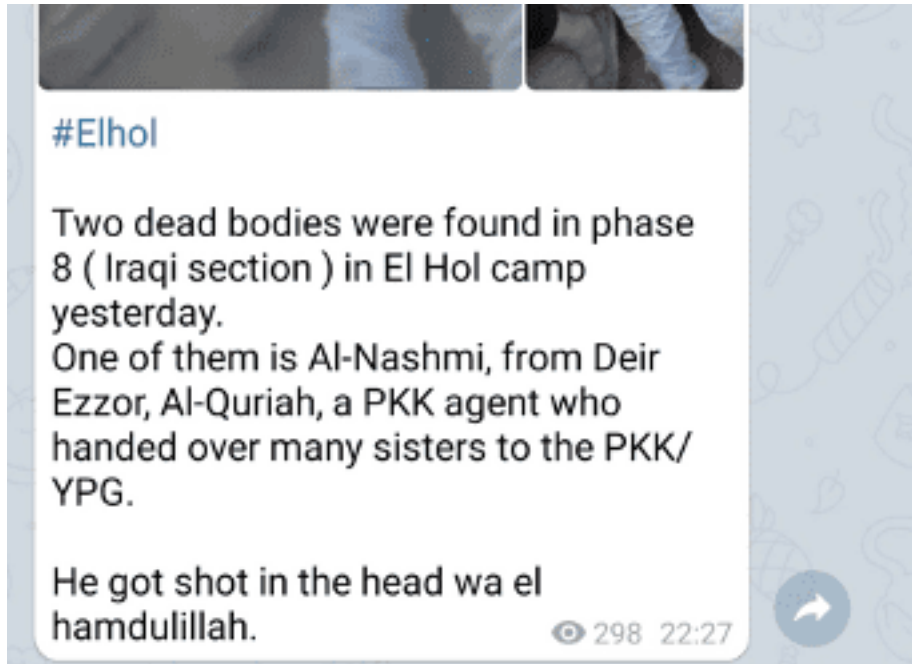 #Elhol
Two dead bodies were found in phase
8 ( Iraqi section ) in El Hol camp
yesterday.
One of them is Al-Nashmi, from Deir
Ezzor, Al-Quriah, a PKK agent who
handed over many sisters to the PKK/
YPG.
He got shot in the head wa el
hamdulillah.
298 22:27